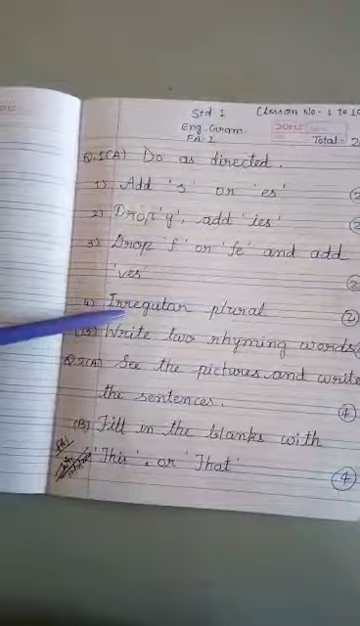 Std 1 (Lesson No - 1 to 10
Eng. Gram.
FA-I
Total - 2
Q.1(A) Do as directed.
1) Add 's' or 'es' (2
2) Drop 'y', add 'ies' (2
3) Drop 'f' or 'fe' and add
'ves' (2
4) Irregular plural (2)
(B) Write two rhyming words
Q.2(A) See the pictures and write
the sentences. (4)
(B) Fill in the blanks with
'This', or 'That' (4)